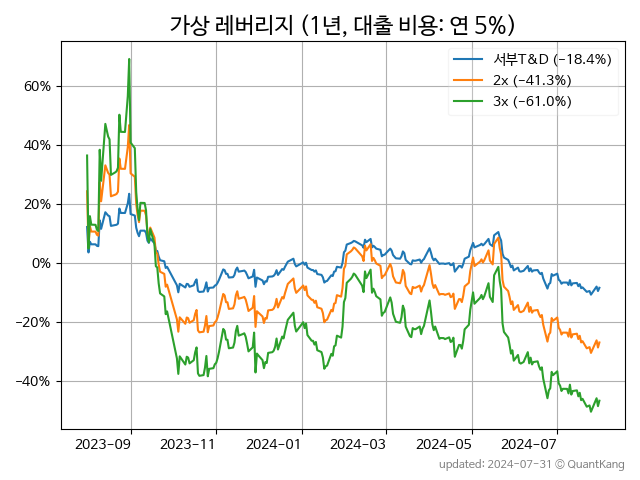 가상 레버리지 (1년, 대출 비용: 연 5%)
서부T&D (−18.4%)
2x (−41.3%)
3x (−61.0%)
60%
40%
20%
0%
−20%
−40%
2023-09
2023-11
2024-01
2024-03
2024-05
2024-07
updated: 2024-07-31 © QuantKang